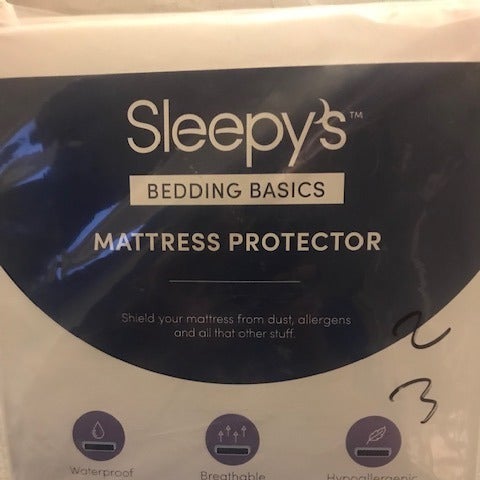 Sleepy's™
BEDDING BASICS
MATTRESS PROTECTOR
Shield your mattress from dust, allergens
and all that other stuff.
2
3
Waterproof Breathable Hypoallergenic